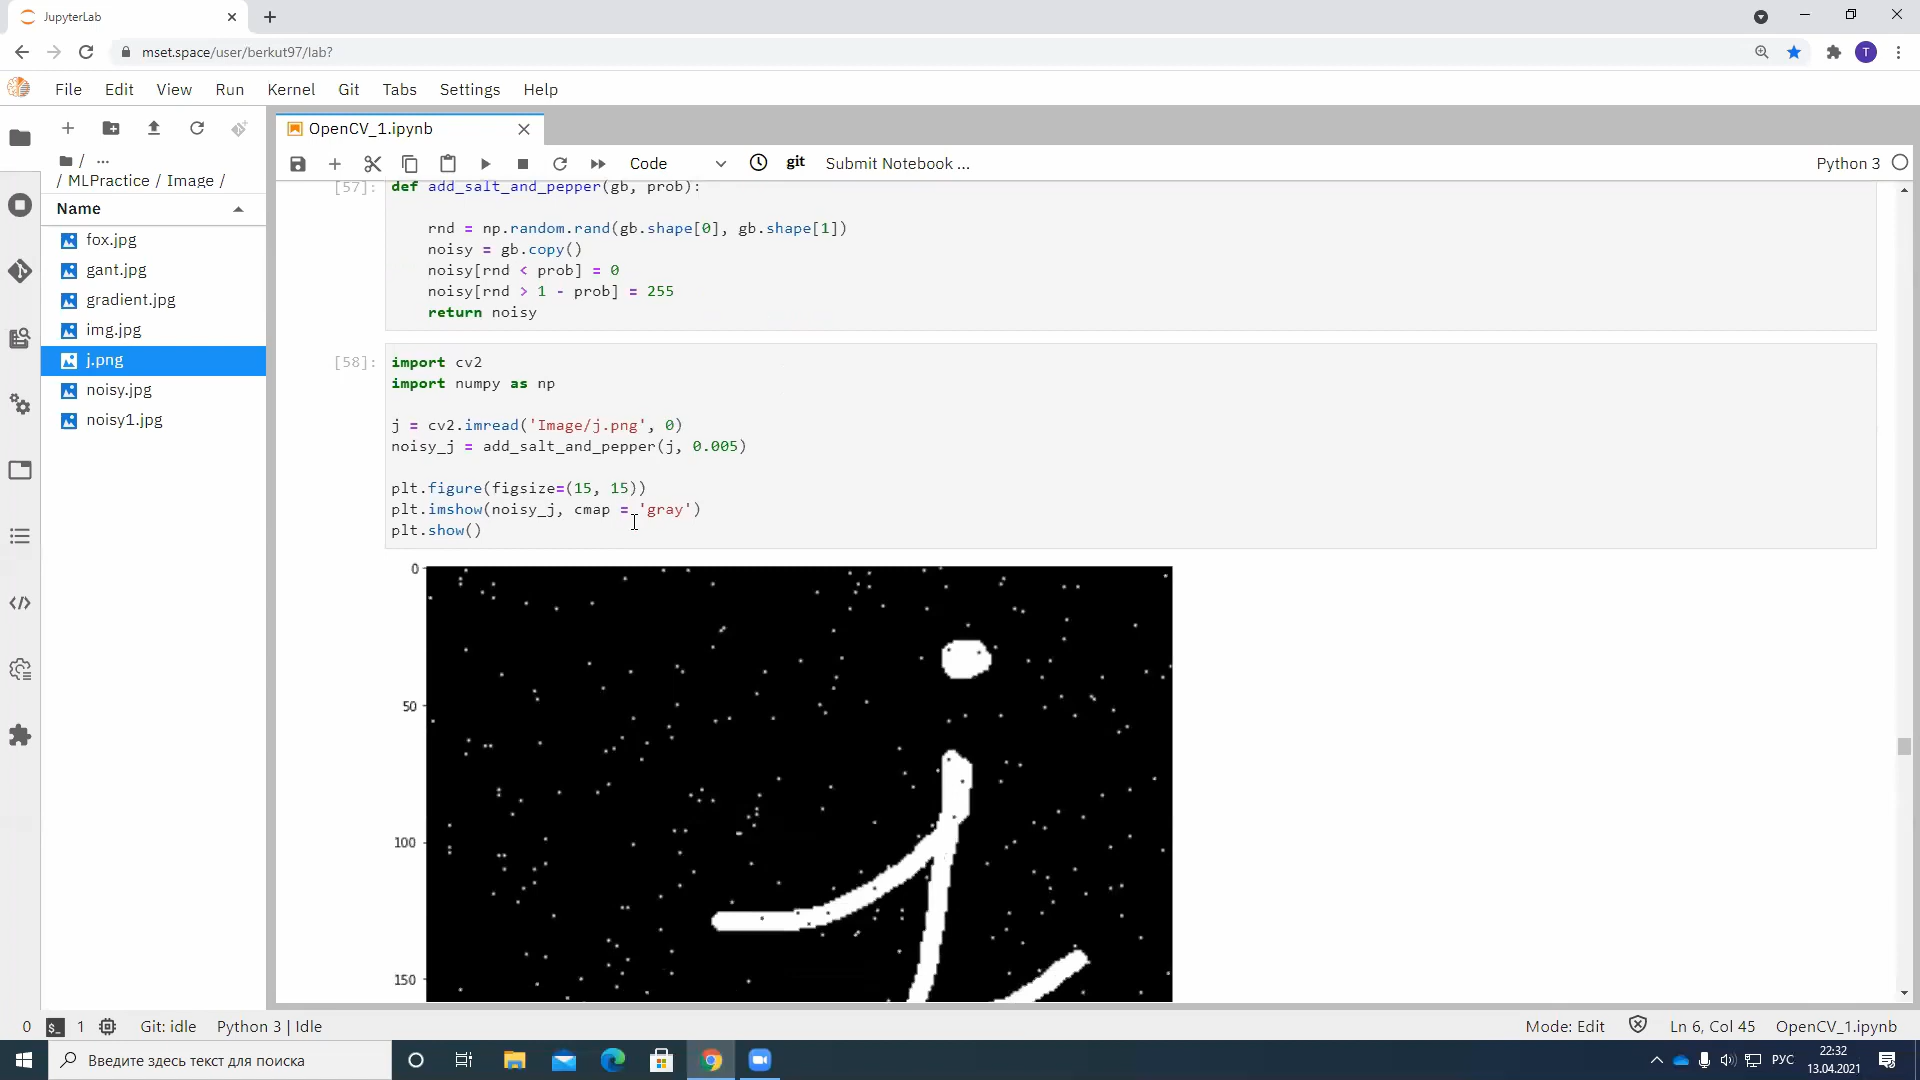 JupyterLab
mset.space/user/berkut97/lab?
T
File Edit View Run Kernel Git Tabs Settings Help
OpenCV_1.ipynb
Code
git
Submit Notebook ...
Python 3
/ ...
/ MLPractice / Image /
Name
fox.jpg
gant.jpg
gradient.jpg
img.jpg
j.png
noisy.jpg
noisy1.jpg
[57]:
def add_salt_and_pepper(gb, prob):
rnd = np.random.rand(gb.shape[0], gb.shape[1])
noisy = gb.copy()
noisy[rnd < prob] = 0
noisy[rnd > 1 - prob] = 255
return noisy
[58]:
import cv2
import numpy as np
j = cv2.imread('Image/j.png', 0)
noisy_j = add_salt_and_pepper(j, 0.005)
plt.figure(figsize=(15, 15))
plt.imshow(noisy_j, cmap = 'gray')
plt.show()
0
50
100
150
0 $_ 1 Git: idle Python 3 | Idle
Mode: Edit Ln 6, Col 45 OpenCV_1.ipynb
Введите здесь текст для поиска
РУС
22:32
13.04.2021